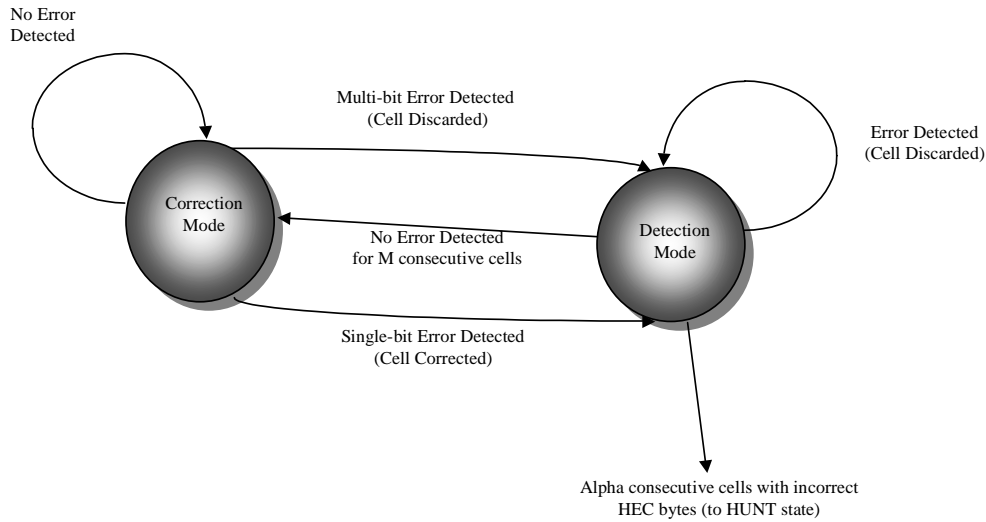 No Error
Detected
Multi-bit Error Detected
(Cell Discarded)
Error Detected
(Cell Discarded)
Correction
Mode
Detection
Mode
No Error Detected
for M consecutive cells
Single-bit Error Detected
(Cell Corrected)
Alpha consecutive cells with incorrect
HEC bytes (to HUNT state)